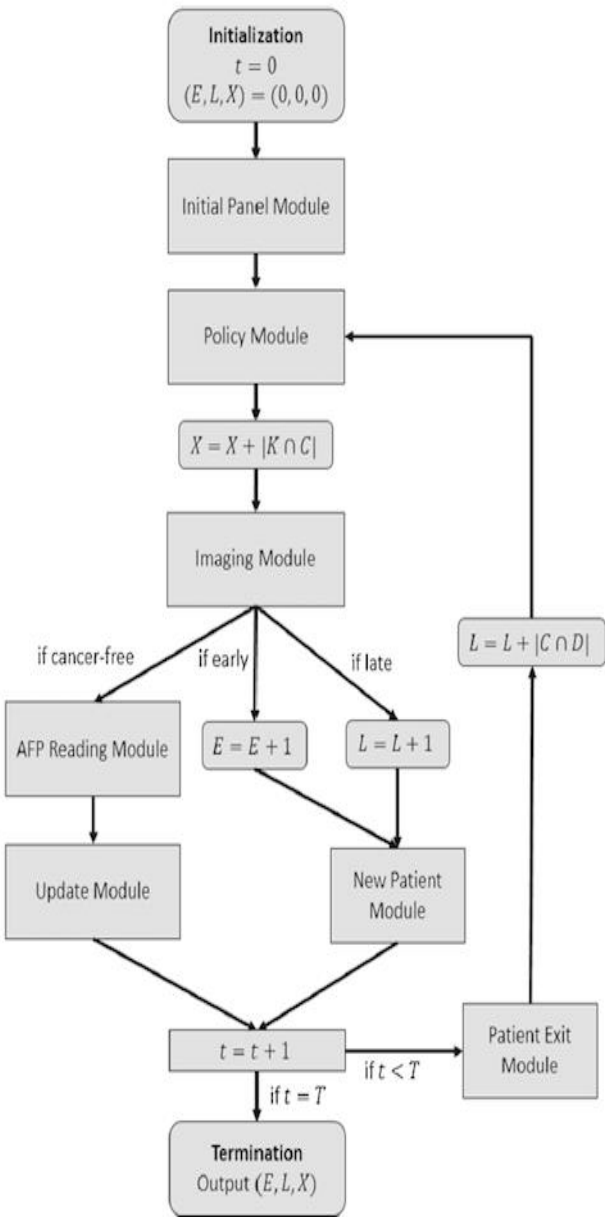 Initialization
t = 0
(E, L, X) = (0, 0, 0)
Initial Panel Module
Policy Module
X = X + |K ∩ C|
Imaging Module
if cancer-free
if early
if late
L = L + |C ∩ D|
AFP Reading Module
E = E + 1
L = L + 1
Update Module
New Patient
Module
t = t + 1
if t < T
Patient Exit
Module
if t = T
Termination
Output (E, L, X)